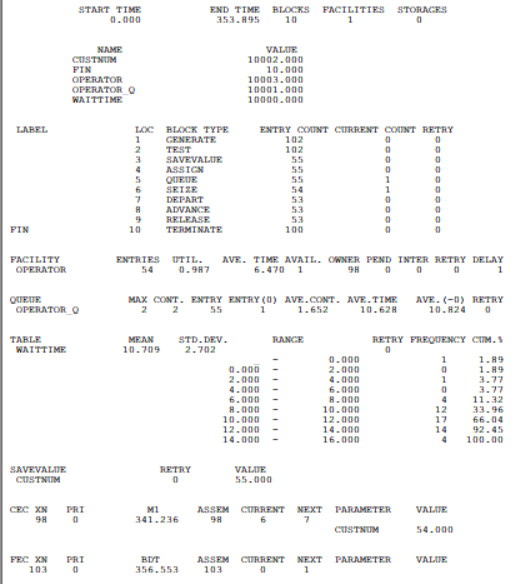 START TIME END TIME BLOCKS FACILITIES STORAGES
0.000 353.895 10 1 0
NAME VALUE
CUSTNUM 10002.000
FIN 10.000
OPERATOR 10003.000
OPERATOR_Q 10001.000
WAITTIME 10000.000
LABEL LOC BLOCK TYPE ENTRY COUNT CURRENT COUNT RETRY
1 GENERATE 102 0 0
2 TEST 102 0 0
3 SAVEVALUE 55 0 0
4 ASSIGN 55 0 0
5 QUEUE 55 1 0
6 SEIZE 54 1 0
7 DEPART 53 0 0
8 ADVANCE 53 0 0
9 RELEASE 53 0 0
FIN 10 TERMINATE 100 0 0
FACILITY ENTRIES UTIL. AVE. TIME AVAIL. OWNER PEND INTER RETRY DELAY
OPERATOR 54 0.987 6.470 1 98 0 0 0 1
QUEUE MAX CONT. ENTRY ENTRY(0) AVE.CONT. AVE.TIME AVE.(-0) RETRY
OPERATOR_Q 2 2 55 1 1.652 10.628 10.824 0
TABLE MEAN STD.DEV. RANGE RETRY FREQUENCY CUM.%
WAITTIME 10.709 2.702 0
_ - 0.000 1 1.89
0.000 - 2.000 0 1.89
2.000 - 4.000 1 3.77
4.000 - 6.000 0 3.77
6.000 - 8.000 4 11.32
8.000 - 10.000 12 33.96
10.000 - 12.000 17 66.04
12.000 - 14.000 14 92.45
14.000 - 16.000 4 100.00
SAVEVALUE RETRY VALUE
CUSTNUM 0 55.000
CEC XN PRI M1 ASSEM CURRENT NEXT PARAMETER VALUE
98 0 341.236 98 6 7
CUSTNUM 54.000
FEC XN PRI BDT ASSEM CURRENT NEXT PARAMETER VALUE
103 0 356.553 103 0 1